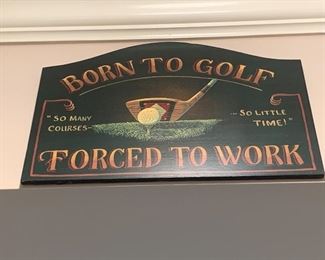 BORN TO GOLF
"SO MANY
COURSES-
... SO LITTLE
TIME!"
FORCED TO WORK